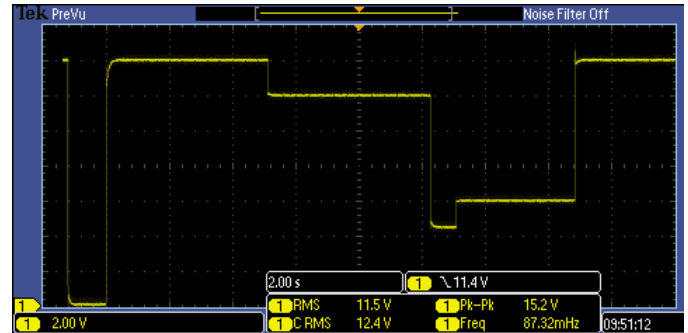 Tek PreVu Noise Filter Off
1
2.00 s 1 11.4 V
1 RMS 11.5 V 1 Pk-Pk 15.2 V
1 C RMS 12.4 V 1 Freq 87.32mHz
1 2.00 V 09:51:12